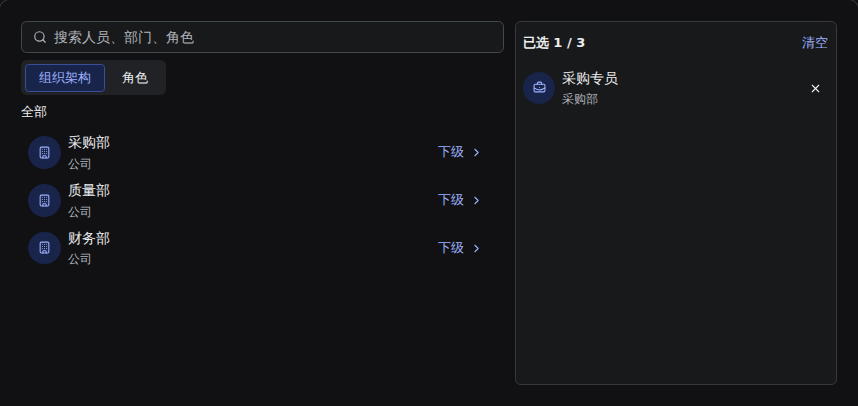 搜索人员、部门、角色
组织架构 角色
全部
采购部
公司
下级
质量部
公司
下级
财务部
公司
下级
已选 1 / 3
清空
采购专员
采购部